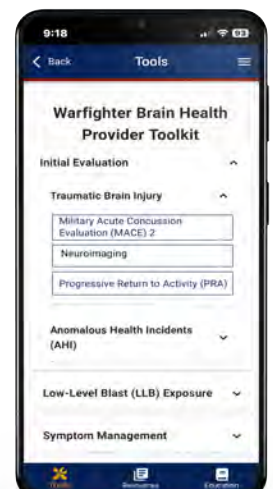 9:18
93
Back
Tools
Warfighter Brain Health
Provider Toolkit
Initial Evaluation
Traumatic Brain Injury
Military Acute Concussion
Evaluation (MACE) 2
Neuroimaging
Progressive Return to Activity (PRA)
Anomalous Health Incidents
(AHI)
Low-Level Blast (LLB) Exposure
Symptom Management
Tools
Resources
Education